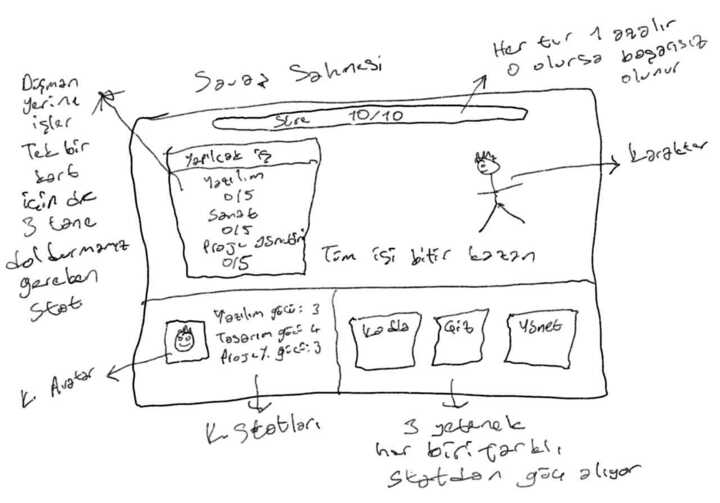 Her tur 1 azalır
0 olursa başarısız
olunur
Savaş Sahnesi
Düşman
yerine
işler
Tek bir
kart
için de
3 tane
doldurmamız
gereken
stat
Süre 10/10
Yapılcak iş
Yazılım
0/5
Sanat
0/5
Proje Yönetimi
0/5
Karakter
Tüm işi bitir kazan
Yazılım gücü: 3
Tasarım gücü 4
Proje Y. gücü: 3
Kodla
Çiz
Yönet
K. Avatar
K. Statları
3 yetenek
her biri farklı,
statdan güç alıyor